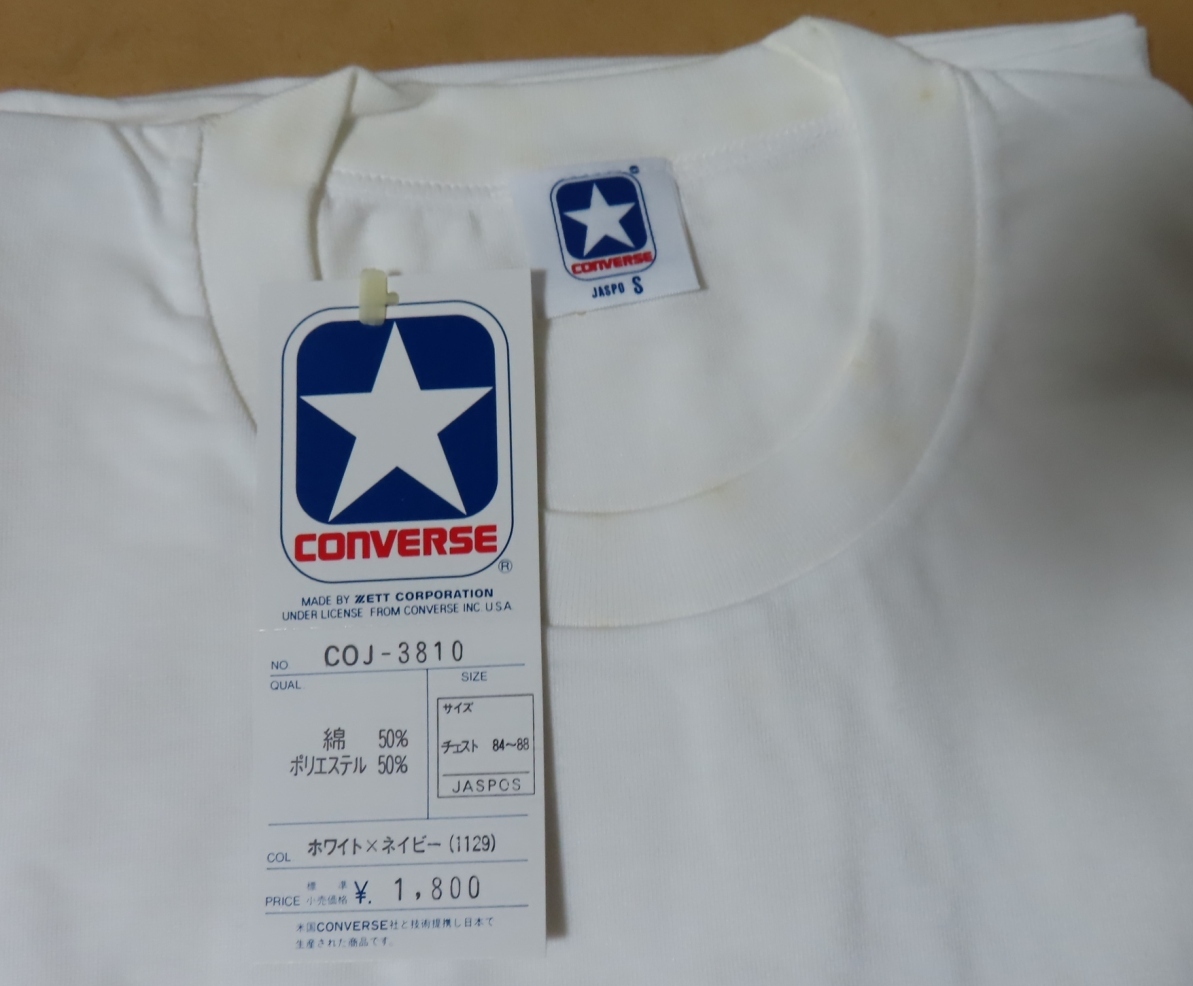 CONVERSE
JASPO S
CONVERSE
®
MADE BY ZETT CORPORATION
UNDER LICENSE FROM CONVERSE INC. U.S.A.
NO COJ-3810
QUAL
SIZE
綿 50%
ポリエステル 50%
サイズ
チェスト 84〜88
JASPOS
COL ホワイト×ネイビー(1129)
PRICE 標準小売価格 ¥. 1,800
米国CONVERSE社と技術提携し日本で
生産された商品です。